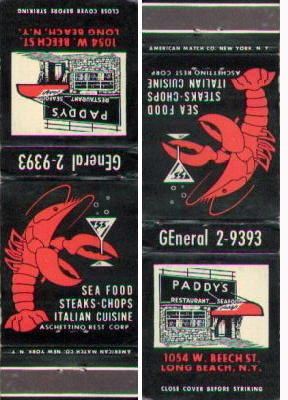 CLOSE COVER BEFORE STRIKING
1054 W. BEECH ST.
LONG BEACH, N.Y.
PADDYS
RESTAURANT SEAFOOD
GEneral 2-9393
SEA FOOD
STEAKS-CHOPS
ITALIAN CUISINE
ASCHETTINO REST CORP
AMERICAN MATCH CO. NEW YORK, N.Y.
AMERICAN MATCH CO. NEW YORK, N.Y.
ASCHETTINO REST CORP
ITALIAN CUISINE
STEAKS-CHOPS
SEA FOOD
GEneral 2-9393
PADDY'S
RESTAURANT SEAFOOD
1054 W. BEECH ST.
LONG BEACH, N.Y.
CLOSE COVER BEFORE STRIKING